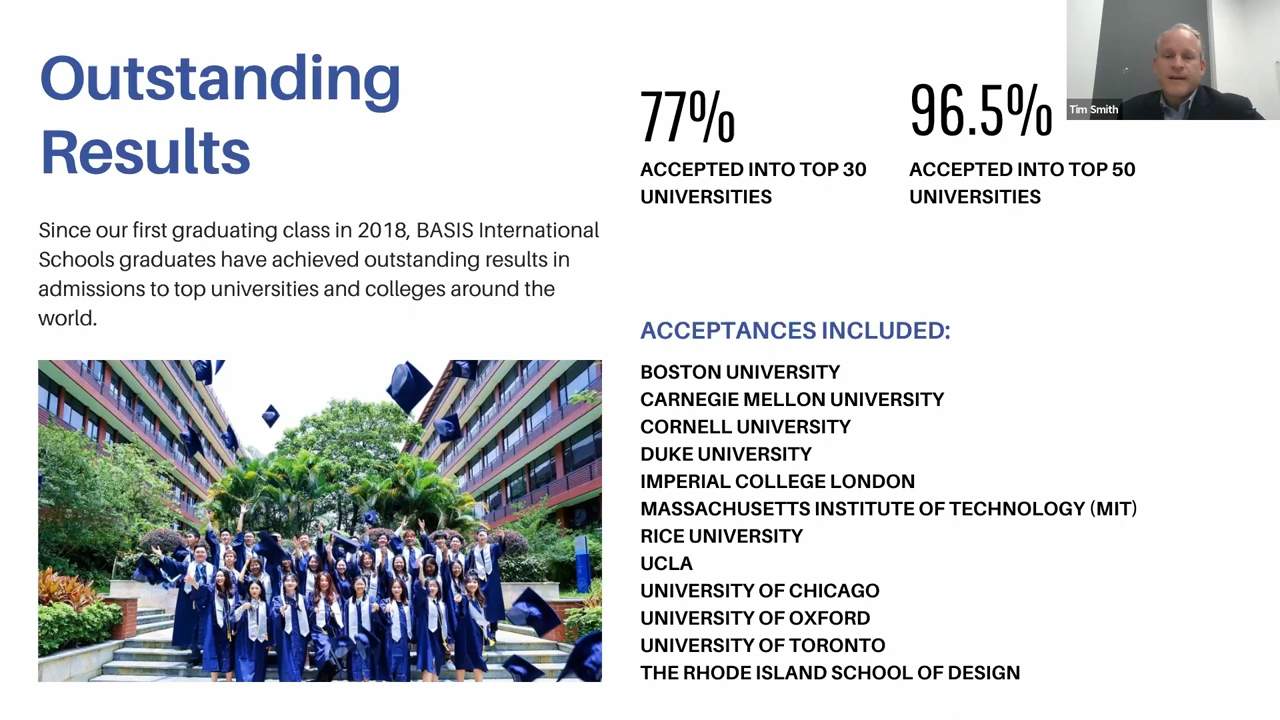 Outstanding
Results
Since our first graduating class in 2018, BASIS International
Schools graduates have achieved outstanding results in
admissions to top universities and colleges around the
world.
77%
ACCEPTED INTO TOP 30
UNIVERSITIES
96.5%
ACCEPTED INTO TOP 50
UNIVERSITIES
Tim Smith
ACCEPTANCES INCLUDED:
BOSTON UNIVERSITY
CARNEGIE MELLON UNIVERSITY
CORNELL UNIVERSITY
DUKE UNIVERSITY
IMPERIAL COLLEGE LONDON
MASSACHUSETTS INSTITUTE OF TECHNOLOGY (MIT)
RICE UNIVERSITY
UCLA
UNIVERSITY OF CHICAGO
UNIVERSITY OF OXFORD
UNIVERSITY OF TORONTO
THE RHODE ISLAND SCHOOL OF DESIGN